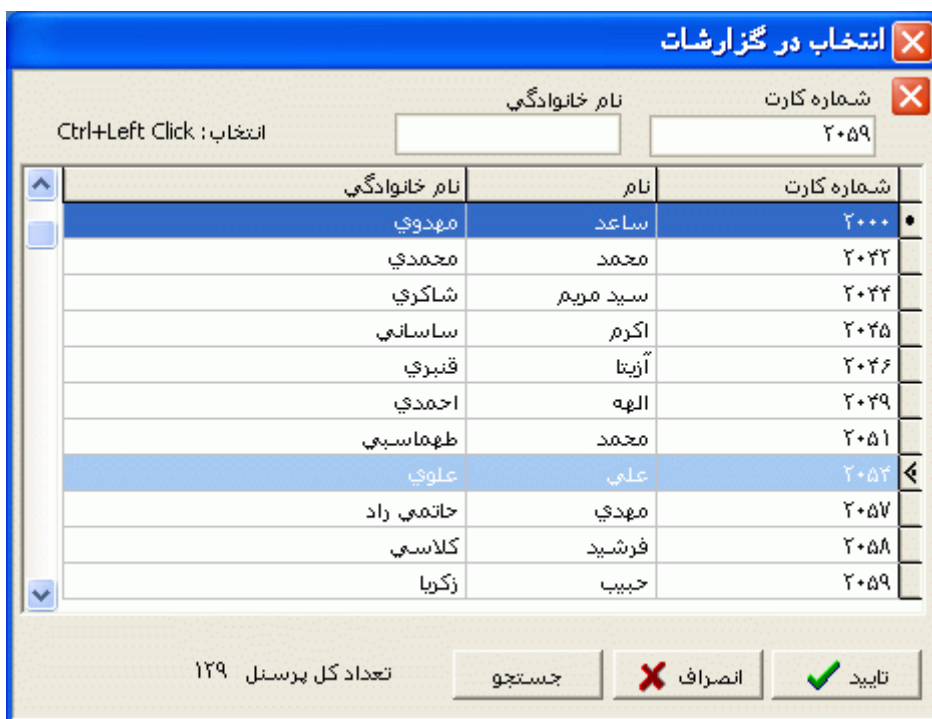 انتخاب در گزارشات
شماره کارت نام خانوادگي
۲۰۵۹ انتخاب : Ctrl+Left Click
شماره کارت نام نام خانوادگي
۲۰۰۰ ساعد مهدوي
۲۰۴۲ محمد محمدي
۲۰۴۴ سيد مريم شاکري
۲۰۴۵ اکرم ساساني
۲۰۴۶ آزيتا قنبري
۲۰۴۹ الهه احمدي
۲۰۵۱ محمد طهماسبي
۲۰۵۴ علي علوي
۲۰۵۷ مهدي حاتمي راد
۲۰۵۸ فرشيد کلاسي
۲۰۵۹ حبيب زکريا
تاييد انصراف جستجو تعداد کل پرسنل ۱۲۹